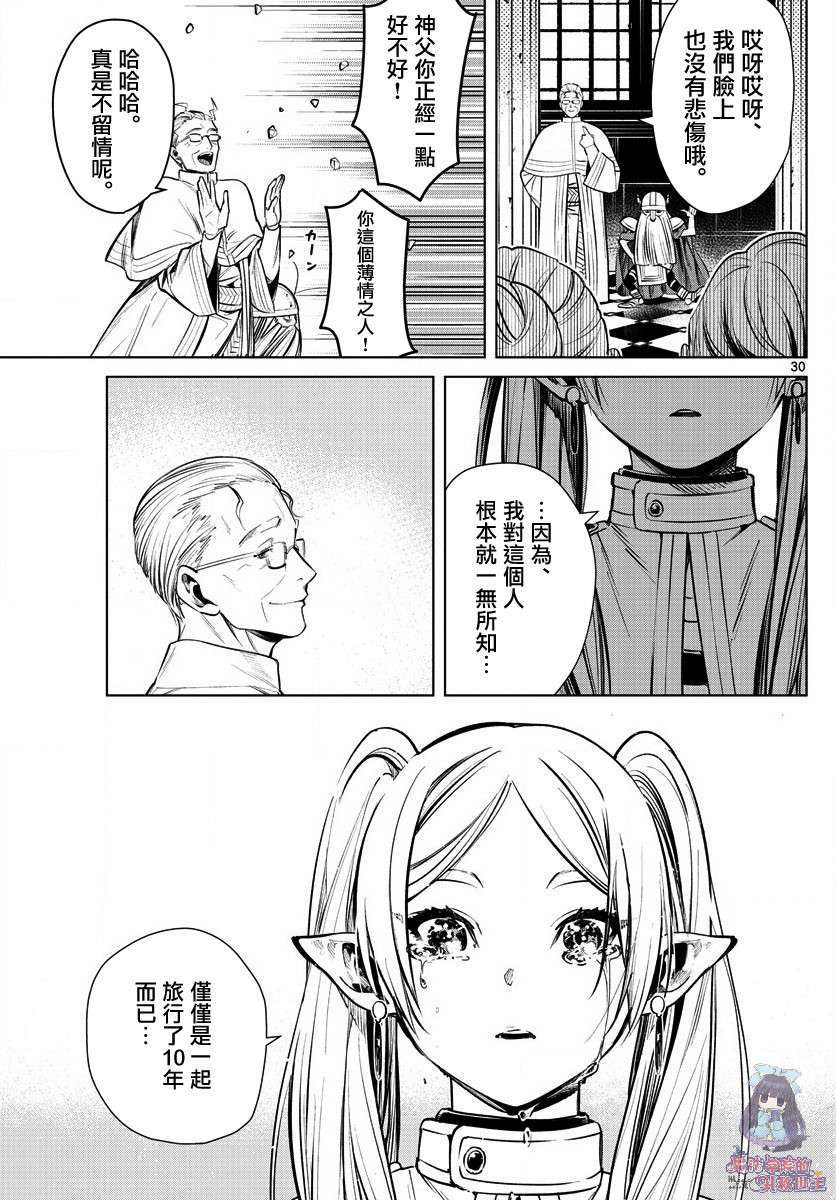 哎呀哎呀、
我們臉上
也沒有悲傷哦。
神父你正經一點
好不好！
你這個薄情之人！
カーン
哈哈哈。
真是不留情呢。
30
…因為、
我對這個人
根本就一無所知…
僅僅是一起
旅行了10年
而已…